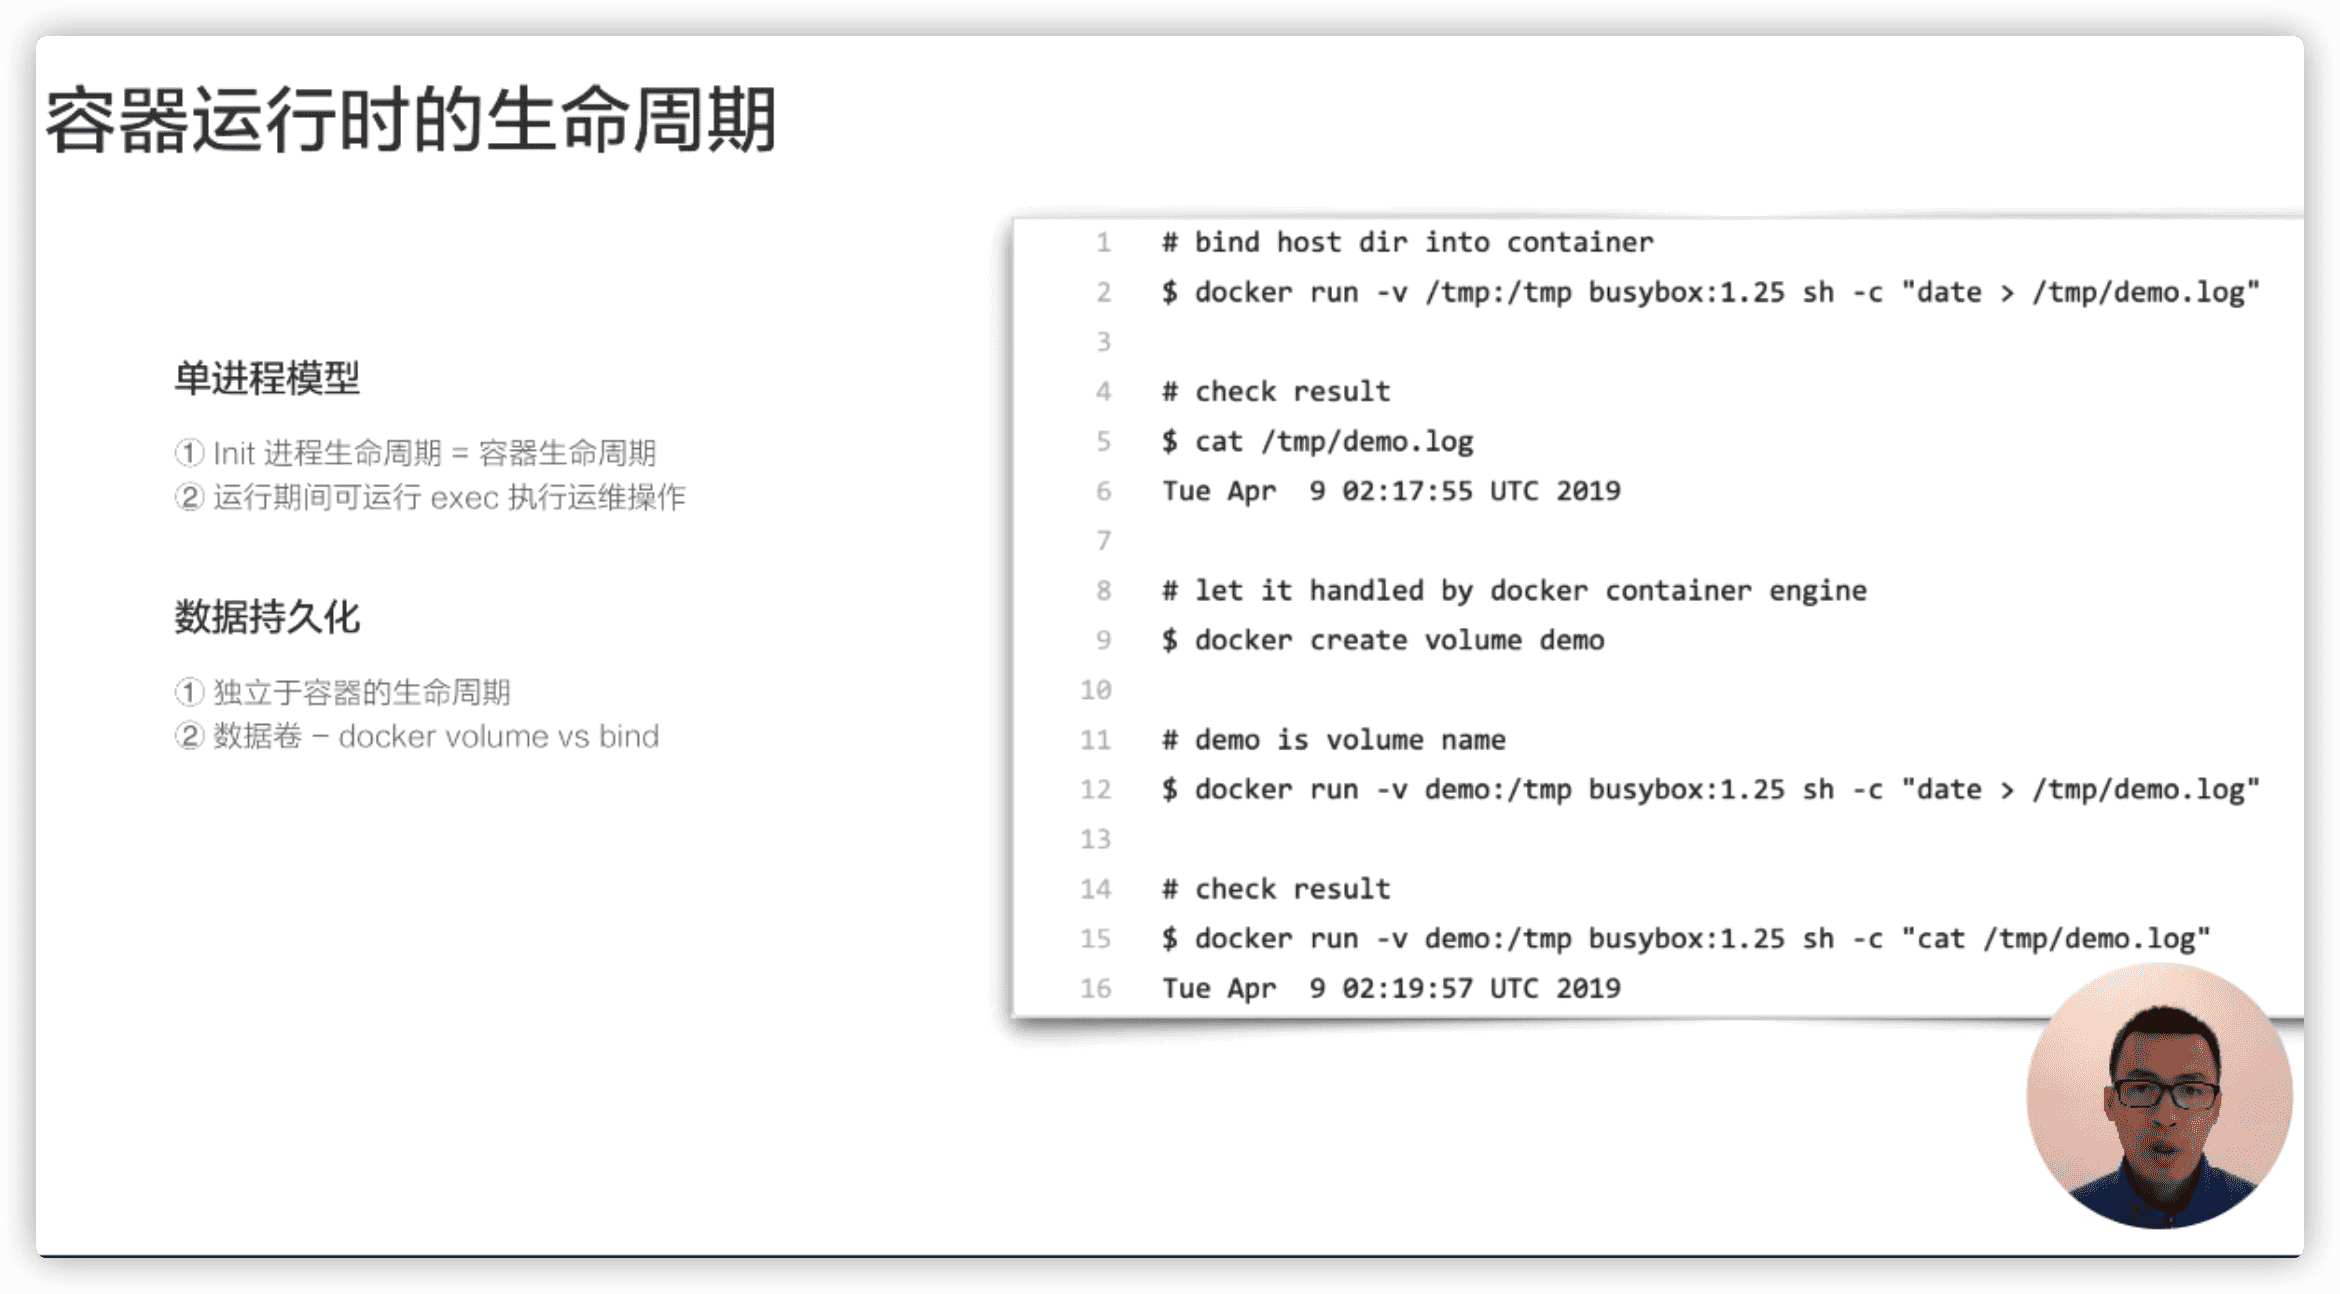 容器运行时的生命周期
单进程模型
① Init 进程生命周期 = 容器生命周期
② 运行期间可运行 exec 执行运维操作
数据持久化
① 独立于容器的生命周期
② 数据卷 – docker volume vs bind
1 # bind host dir into container
2 $ docker run -v /tmp:/tmp busybox:1.25 sh -c "date > /tmp/demo.log"
3
4 # check result
5 $ cat /tmp/demo.log
6 Tue Apr  9 02:17:55 UTC 2019
7
8 # let it handled by docker container engine
9 $ docker create volume demo
10
11 # demo is volume name
12 $ docker run -v demo:/tmp busybox:1.25 sh -c "date > /tmp/demo.log"
13
14 # check result
15 $ docker run -v demo:/tmp busybox:1.25 sh -c "cat /tmp/demo.log"
16 Tue Apr  9 02:19:57 UTC 2019